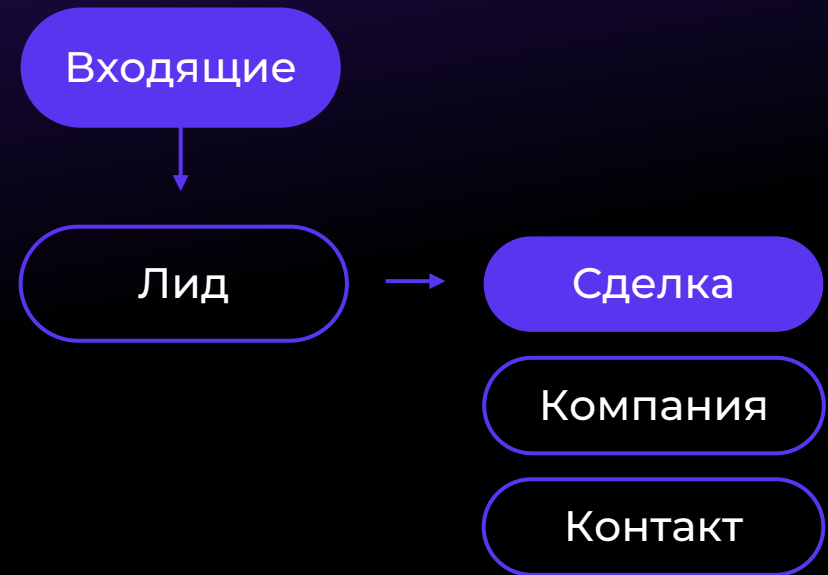 Входящие
Лид
Сделка
Компания
Контакт